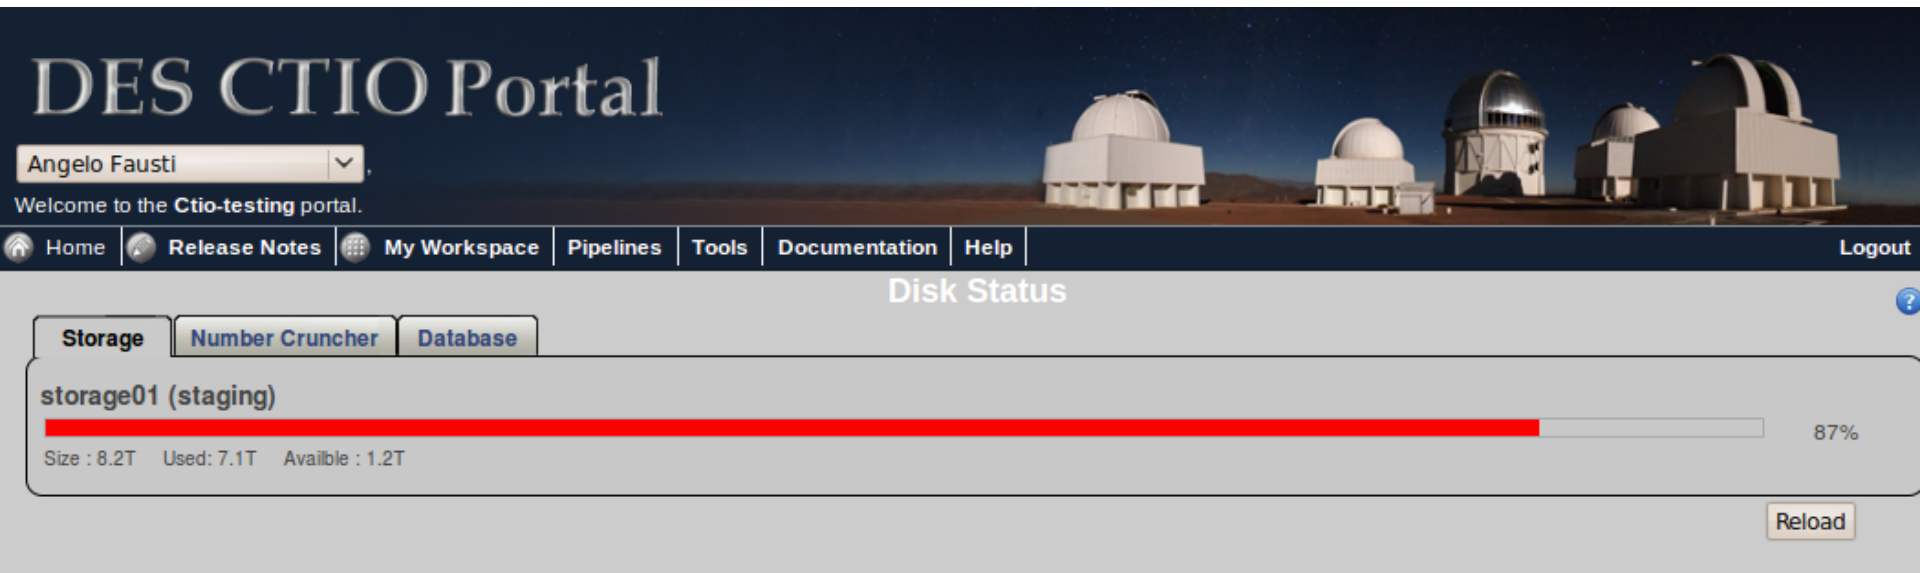 DES CTIO Portal
Angelo Fausti
,
Welcome to the Ctio-testing portal.
Home Release Notes My Workspace Pipelines Tools Documentation Help Logout
Disk Status
?
Storage Number Cruncher Database
storage01 (staging)
87%
Size : 8.2T Used: 7.1T Availble : 1.2T
Reload